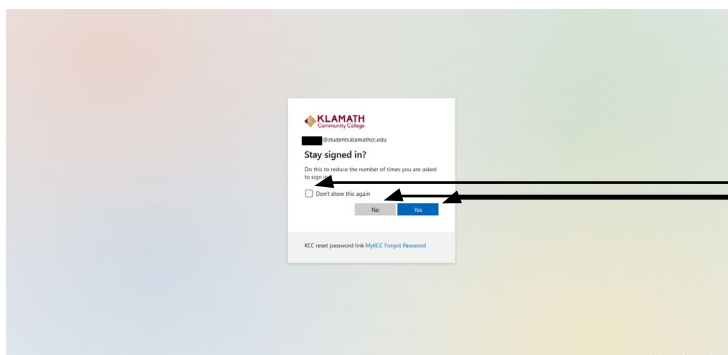 KLAMATH
Community College
@students.klamathcc.edu
Stay signed in?
Do this to reduce the number of times you are asked
to sign
Don't show this again
No Yes
KCC reset password link MyKCC Forgot Password